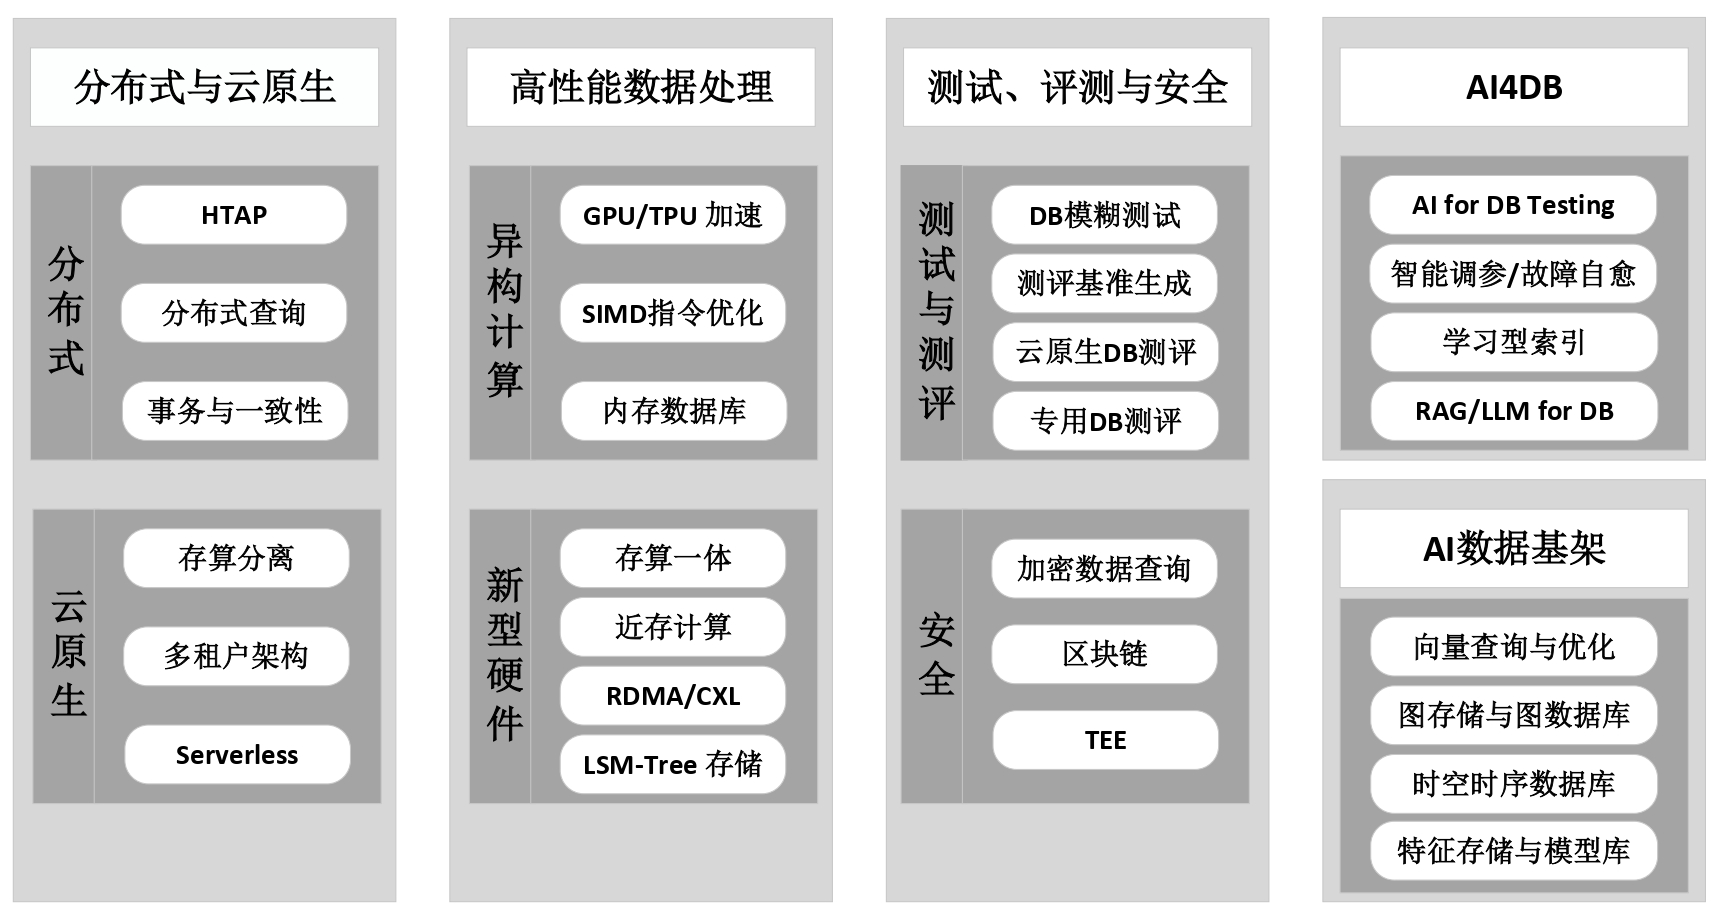 分布式与云原生
分布式
HTAP
分布式查询
事务与一致性
云原生
存算分离
多租户架构
Serverless
高性能数据处理
异构计算
GPU/TPU 加速
SIMD指令优化
内存数据库
新型硬件
存算一体
近存计算
RDMA/CXL
LSM-Tree 存储
测试、评测与安全
测试与测评
DB模糊测试
测评基准生成
云原生DB测评
专用DB测评
安全
加密数据查询
区块链
TEE
AI4DB
AI for DB Testing
智能调参/故障自愈
学习型索引
RAG/LLM for DB
AI数据基架
向量查询与优化
图存储与图数据库
时空时序数据库
特征存储与模型库